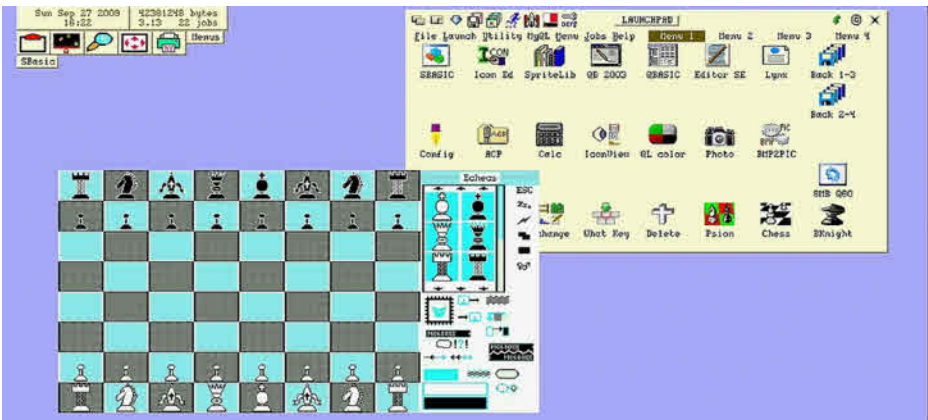 Sun Sep 27 2009
16:22
42381248 bytes
3.13 22 jobs
Menus
SBasic
LAUNCHPAD
File Launch Utility MyQL Menu Jobs Help Menu 1 Menu 2 Menu 3 Menu 4
SBASIC Icon Ed SpriteLib QD 2003 QBASIC Editor SE Lynx Back 1-3
Back 2-4
Config ACP Calc IconView QL color Photo BMP2PIC
SMB Q60
What Key Delete Psion Chess BKnight
Echecs
ESC